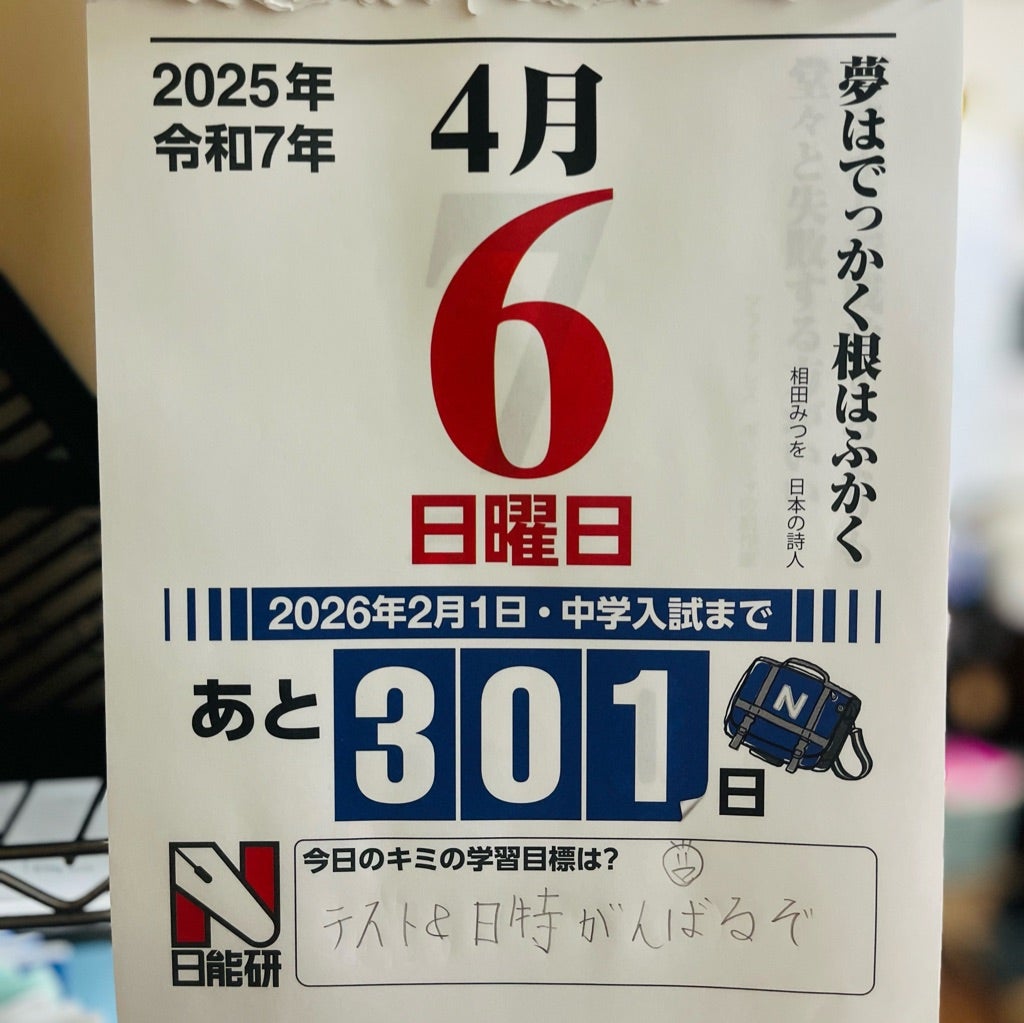 2025年
令和7年
4月
6
日曜日
夢はでっかく根はふかく
相田みつを 日本の詩人
2026年2月1日・中学入試まで
あと301日
N
日能研
今日のキミの学習目標は?
テスト& 日特がんばるぞ